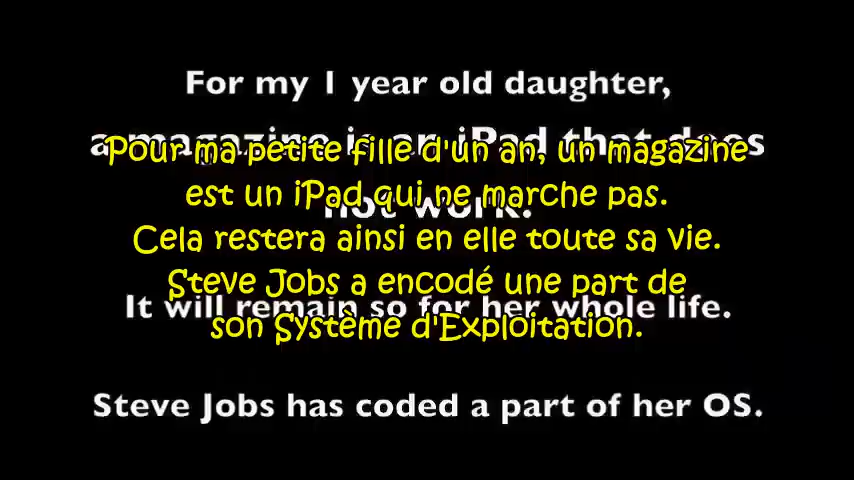 For my 1 year old daughter,
a magazine is an iPad that does
not work.
Pour ma petite fille d'un an, un magazine
est un iPad qui ne marche pas.
Cela restera ainsi en elle toute sa vie.
Steve Jobs a encodé une part de
son Système d'Exploitation.
It will remain so for her whole life.
Steve Jobs has coded a part of her OS.